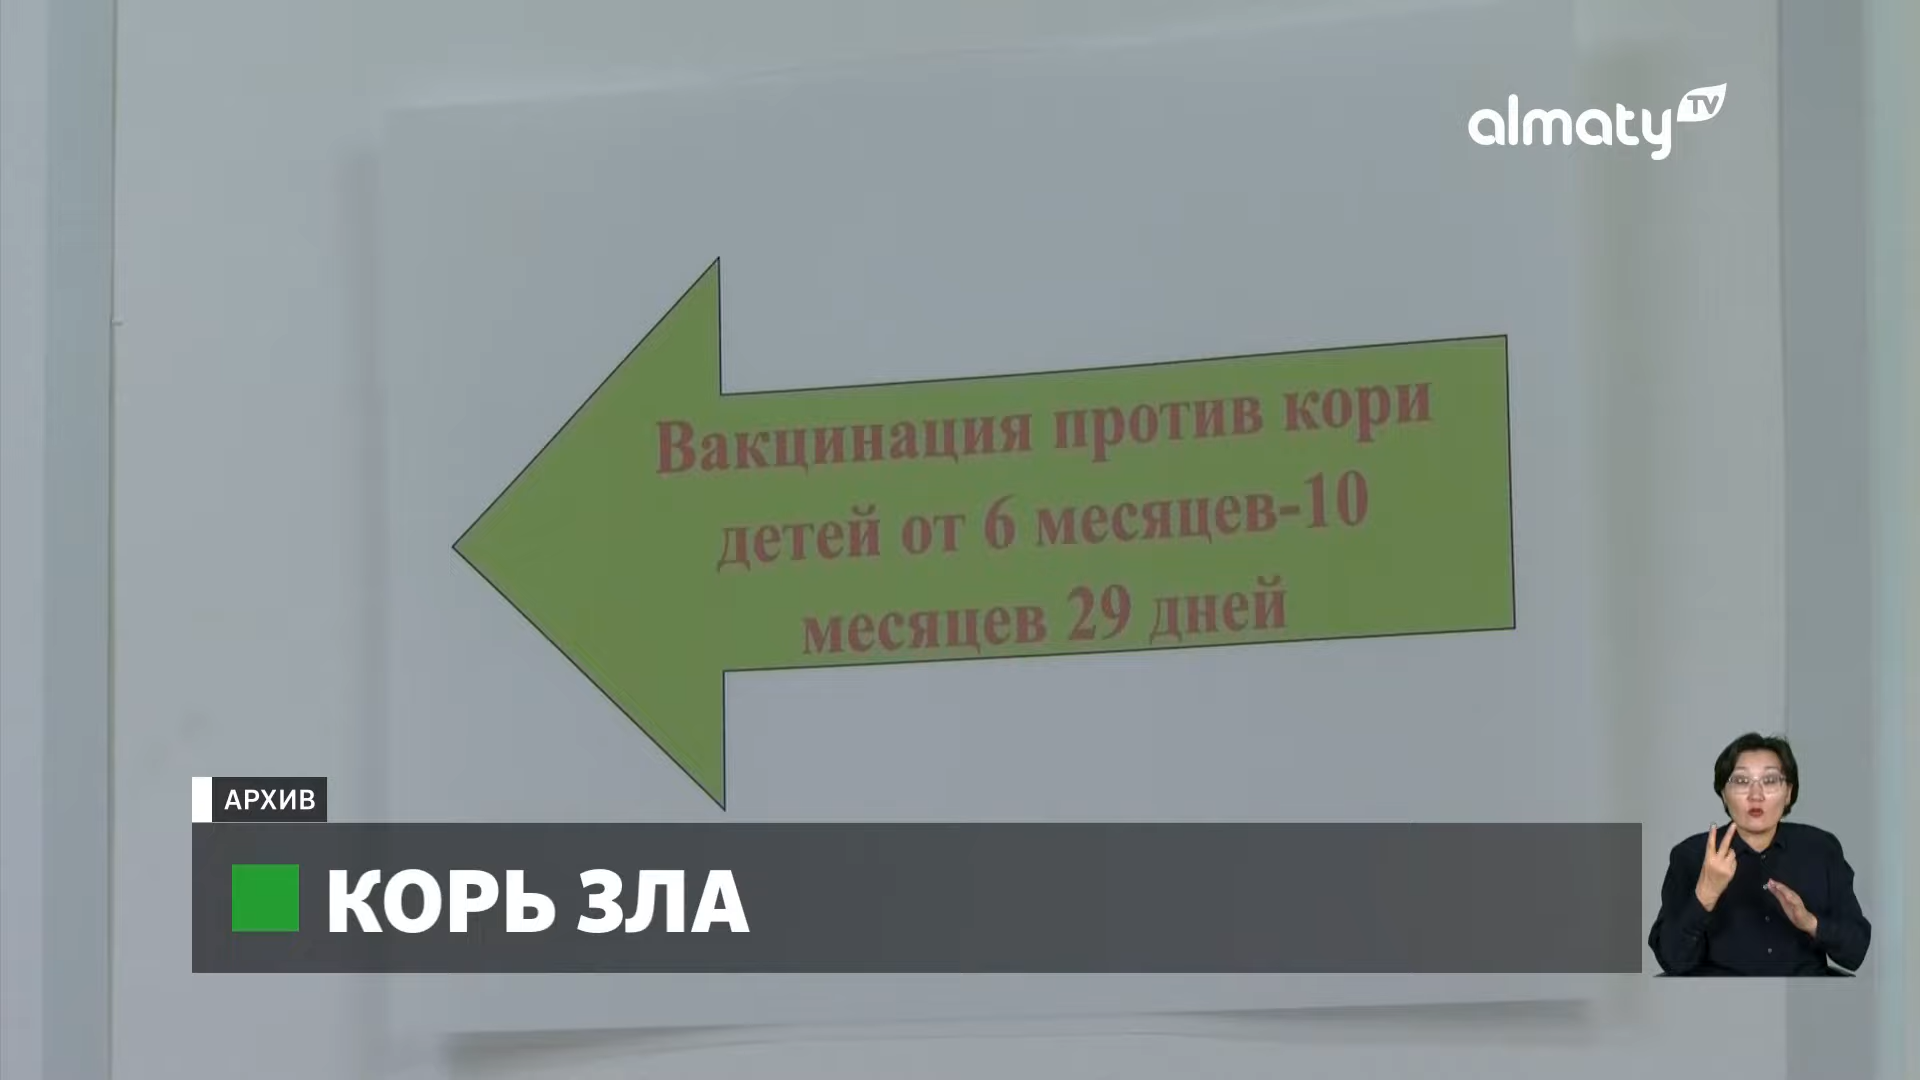 almaty TV
Вакцинация против кори
детей от 6 месяцев-10
месяцев 29 дней
АРХИВ
КОРЬ ЗЛА